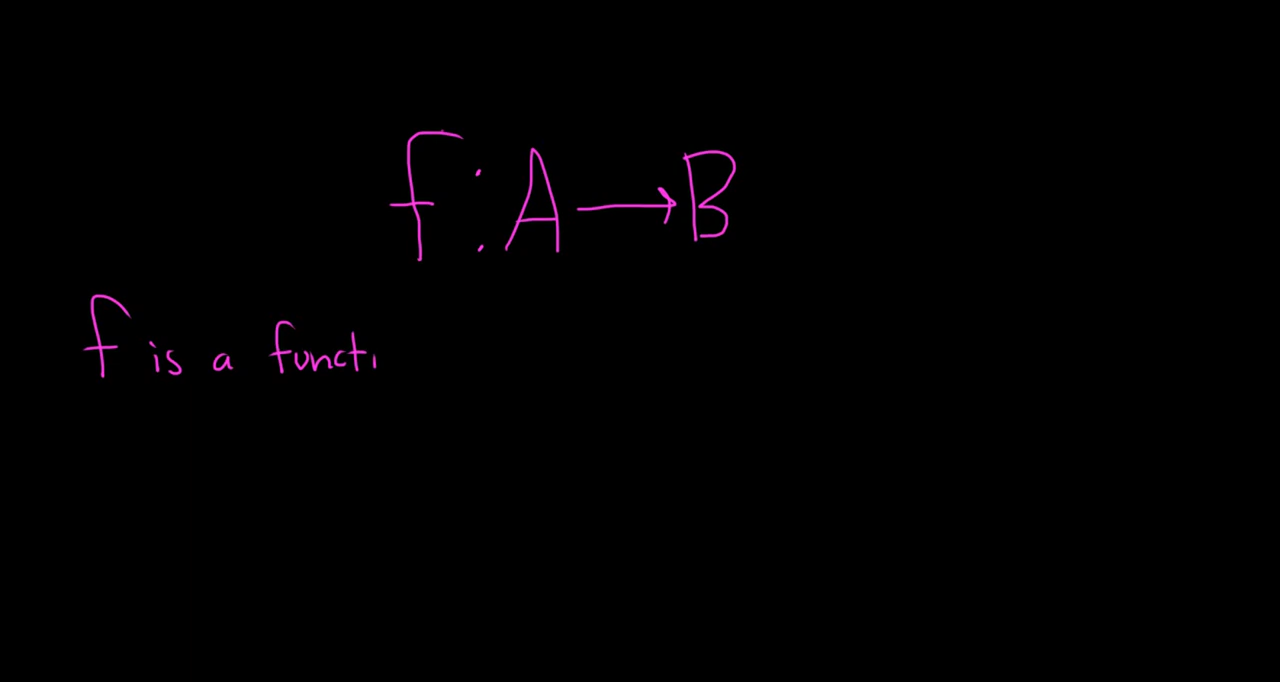 f: A → B
f is a functi